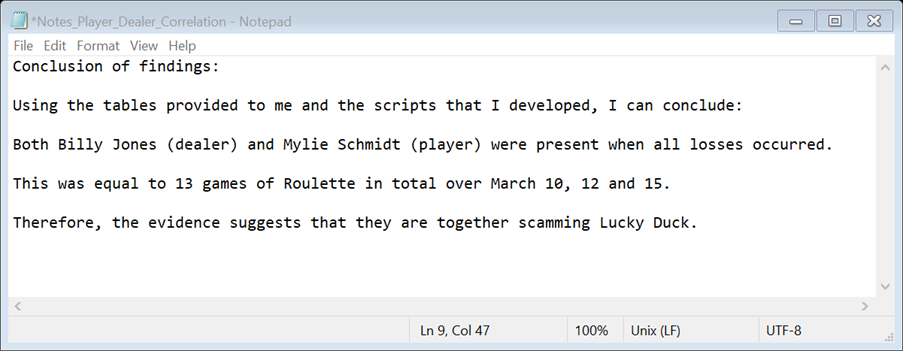 *Notes_Player_Dealer_Correlation - Notepad
File Edit Format View Help
Conclusion of findings:
Using the tables provided to me and the scripts that I developed, I can conclude:
Both Billy Jones (dealer) and Mylie Schmidt (player) were present when all losses occurred.
This was equal to 13 games of Roulette in total over March 10, 12 and 15.
Therefore, the evidence suggests that they are together scamming Lucky Duck.
Ln 9, Col 47 100% Unix (LF) UTF-8